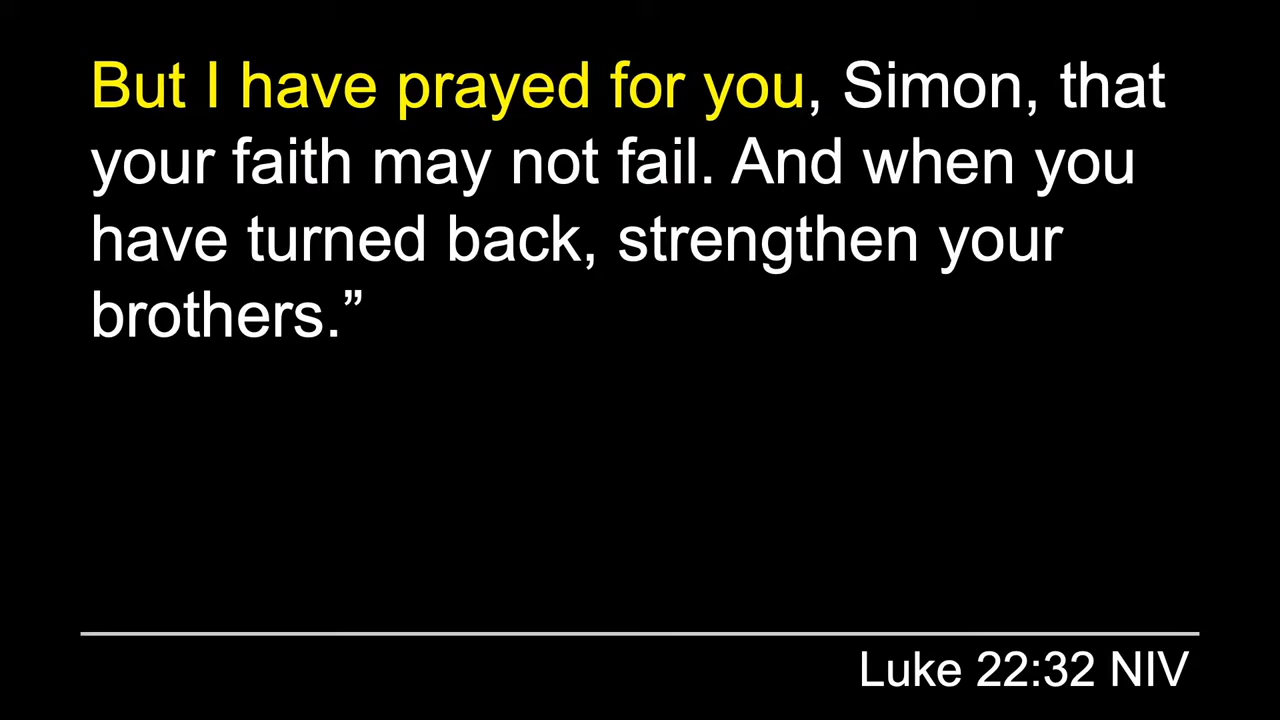 But I have prayed for you, Simon, that
your faith may not fail. And when you
have turned back, strengthen your
brothers.”
Luke 22:32 NIV